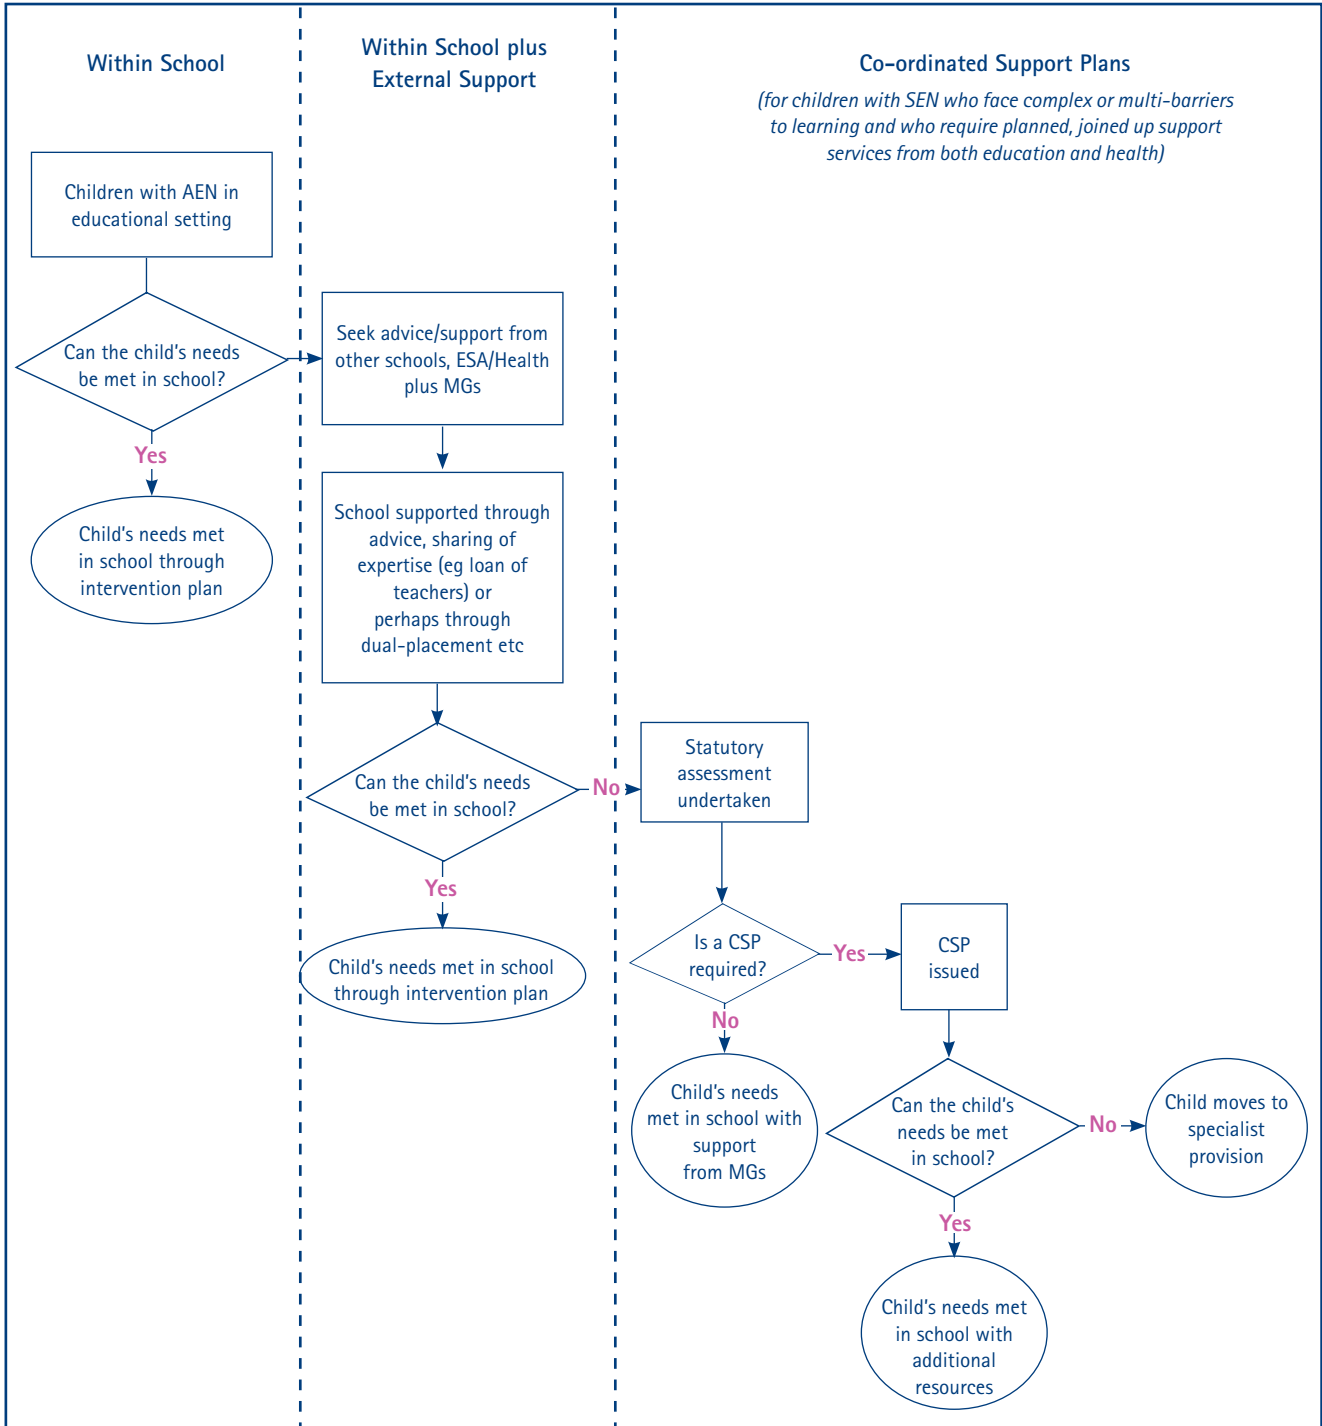 Within School
Within School plus
External Support
Co-ordinated Support Plans
(for children with SEN who face complex or multi-barriers
to learning and who require planned, joined up support
services from both education and health)
Children with AEN in
educational setting
Can the child's needs
be met in school?
Yes
Child's needs met
in school through
intervention plan
Seek advice/support from
other schools, ESA/Health
plus MGs
School supported through
advice, sharing of
expertise (eg loan of
teachers) or
perhaps through
dual-placement etc
Can the child's needs
be met in school?
No
Yes
Child's needs met in school
through intervention plan
Statutory
assessment
undertaken
Is a CSP
required?
Yes
No
Child's needs
met in school with
support
from MGs
CSP
issued
Can the child's
needs be met
in school?
No
Child moves to
specialist
provision
Yes
Child's needs met
in school with
additional
resources